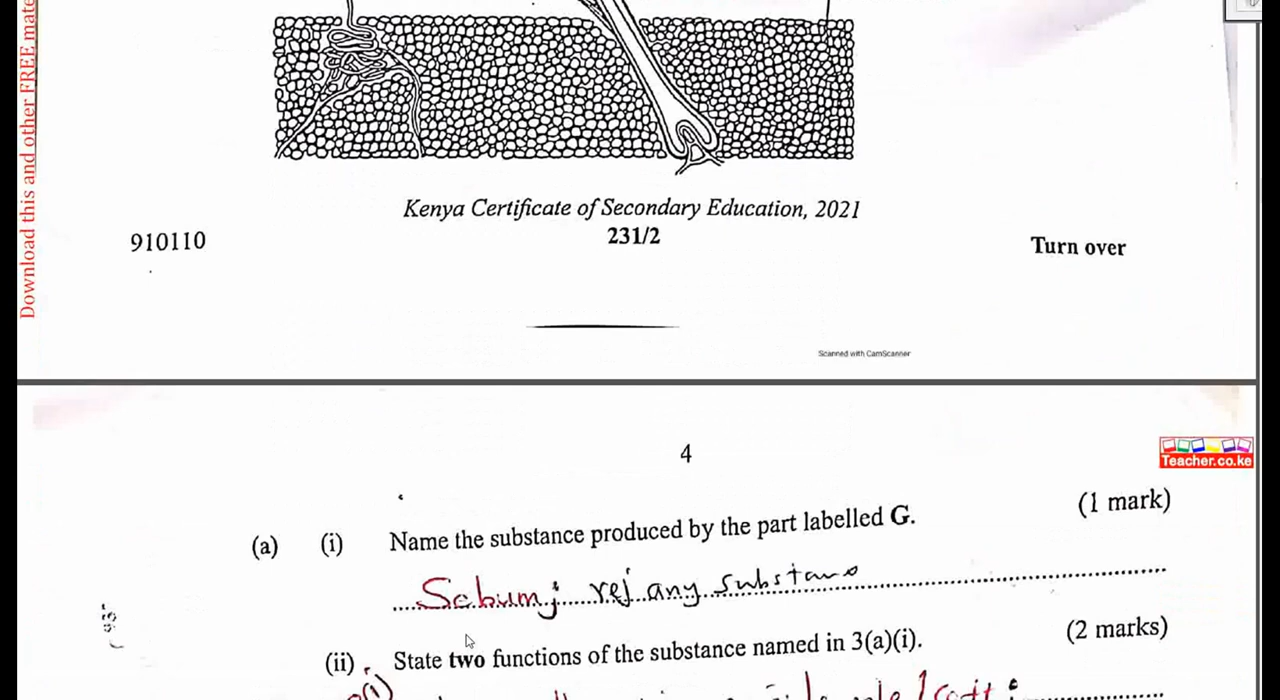 Download this and other FREE mate
Kenya Certificate of Secondary Education, 2021
910110
231/2
Turn over
Scanned with CamScanner
4
Teacher.co.ke
(a) (i) Name the substance produced by the part labelled G. (1 mark)
Sebum; rej any
(ii) State two functions of the substance named in 3(a)(i). (2 marks)